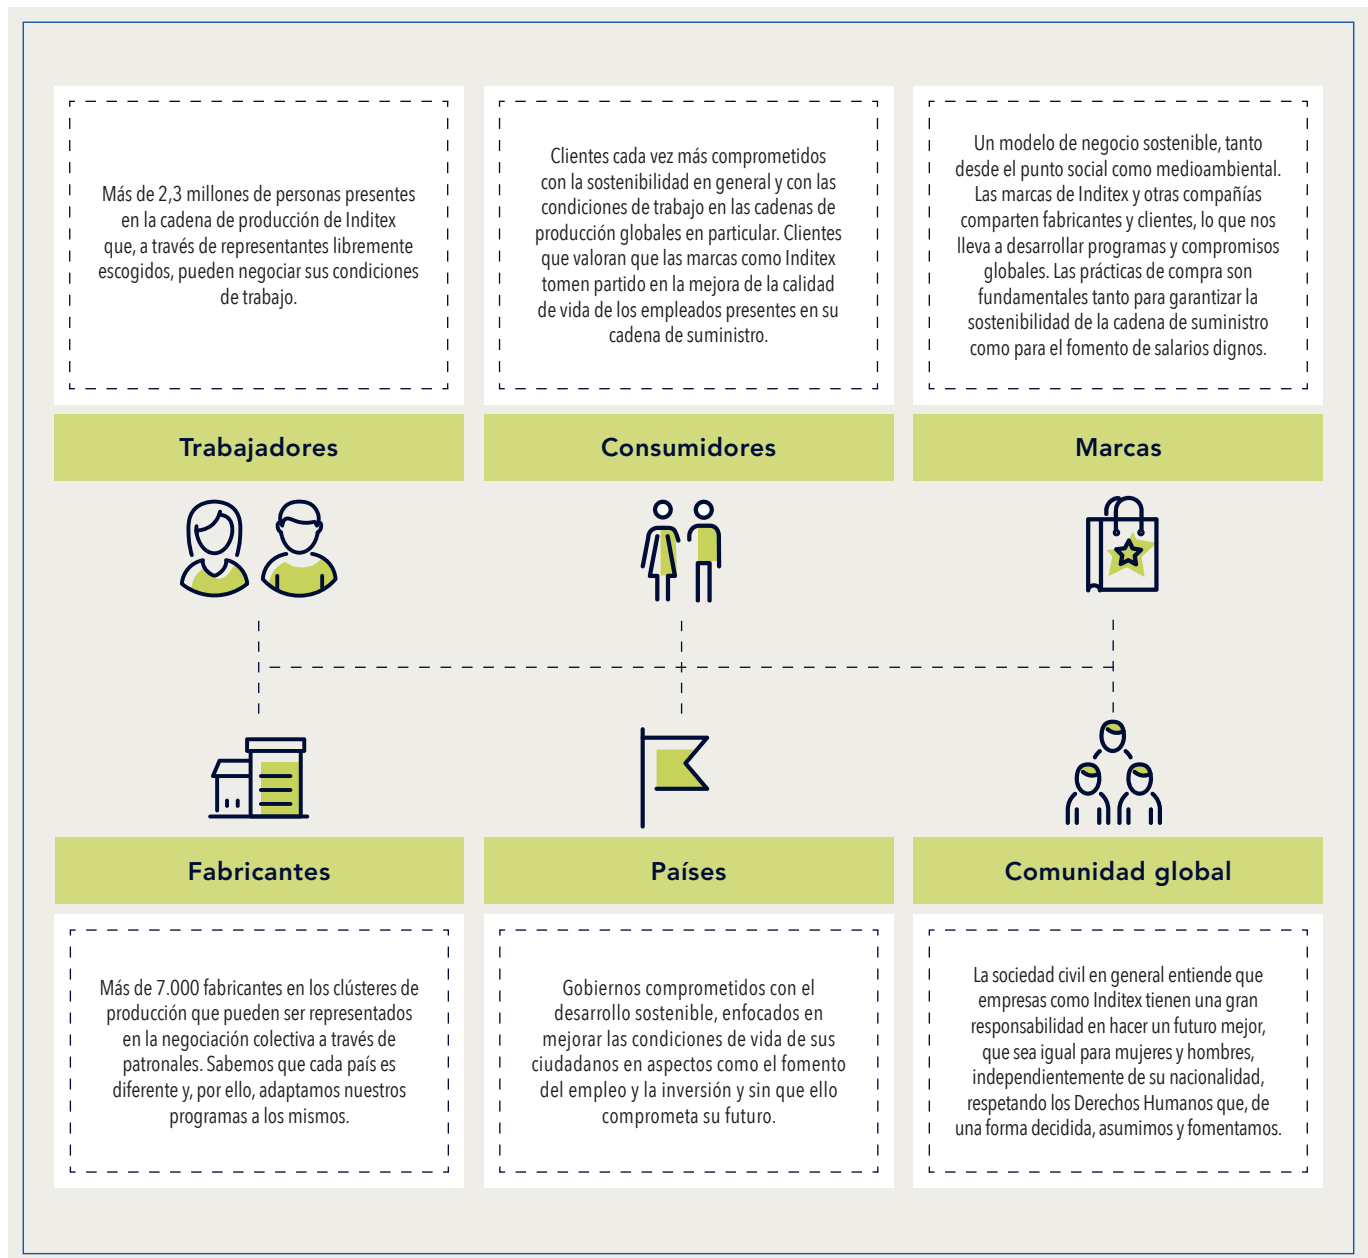 Más de 2,3 millones de personas presentes
en la cadena de producción de Inditex
que, a través de representantes libremente
escogidos, pueden negociar sus condiciones
de trabajo.
Trabajadores
Clientes cada vez más comprometidos
con la sostenibilidad en general y con las
condiciones de trabajo en las cadenas de
producción globales en particular. Clientes
que valoran que las marcas como Inditex
tomen partido en la mejora de la calidad
de vida de los empleados presentes en su
cadena de suministro.
Consumidores
Un modelo de negocio sostenible, tanto
desde el punto social como medioambiental.
Las marcas de Inditex y otras compañías
comparten fabricantes y clientes, lo que nos
lleva a desarrollar programas y compromisos
globales. Las prácticas de compra son
fundamentales tanto para garantizar la
sostenibilidad de la cadena de suministro
como para el fomento de salarios dignos.
Marcas
Fabricantes
Más de 7.000 fabricantes en los clústeres de
producción que pueden ser representados
en la negociación colectiva a través de
patronales. Sabemos que cada país es
diferente y, por ello, adaptamos nuestros
programas a los mismos.
Países
Gobiernos comprometidos con el
desarrollo sostenible, enfocados en
mejorar las condiciones de vida de sus
ciudadanos en aspectos como el fomento
del empleo y la inversión y sin que ello
comprometa su futuro.
Comunidad global
La sociedad civil en general entiende que
empresas como Inditex tienen una gran
responsabilidad en hacer un futuro mejor,
que sea igual para mujeres y hombres,
independientemente de su nacionalidad,
respetando los Derechos Humanos que, de
una forma decidida, asumimos y fomentamos.